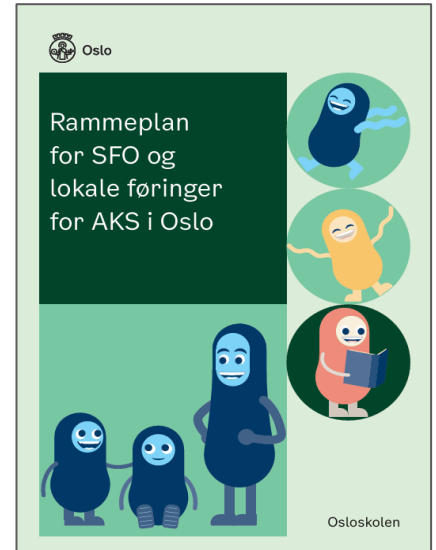 Oslo
Rammeplan
for SFO og
lokale føringer
for AKS i Oslo
Osloskolen